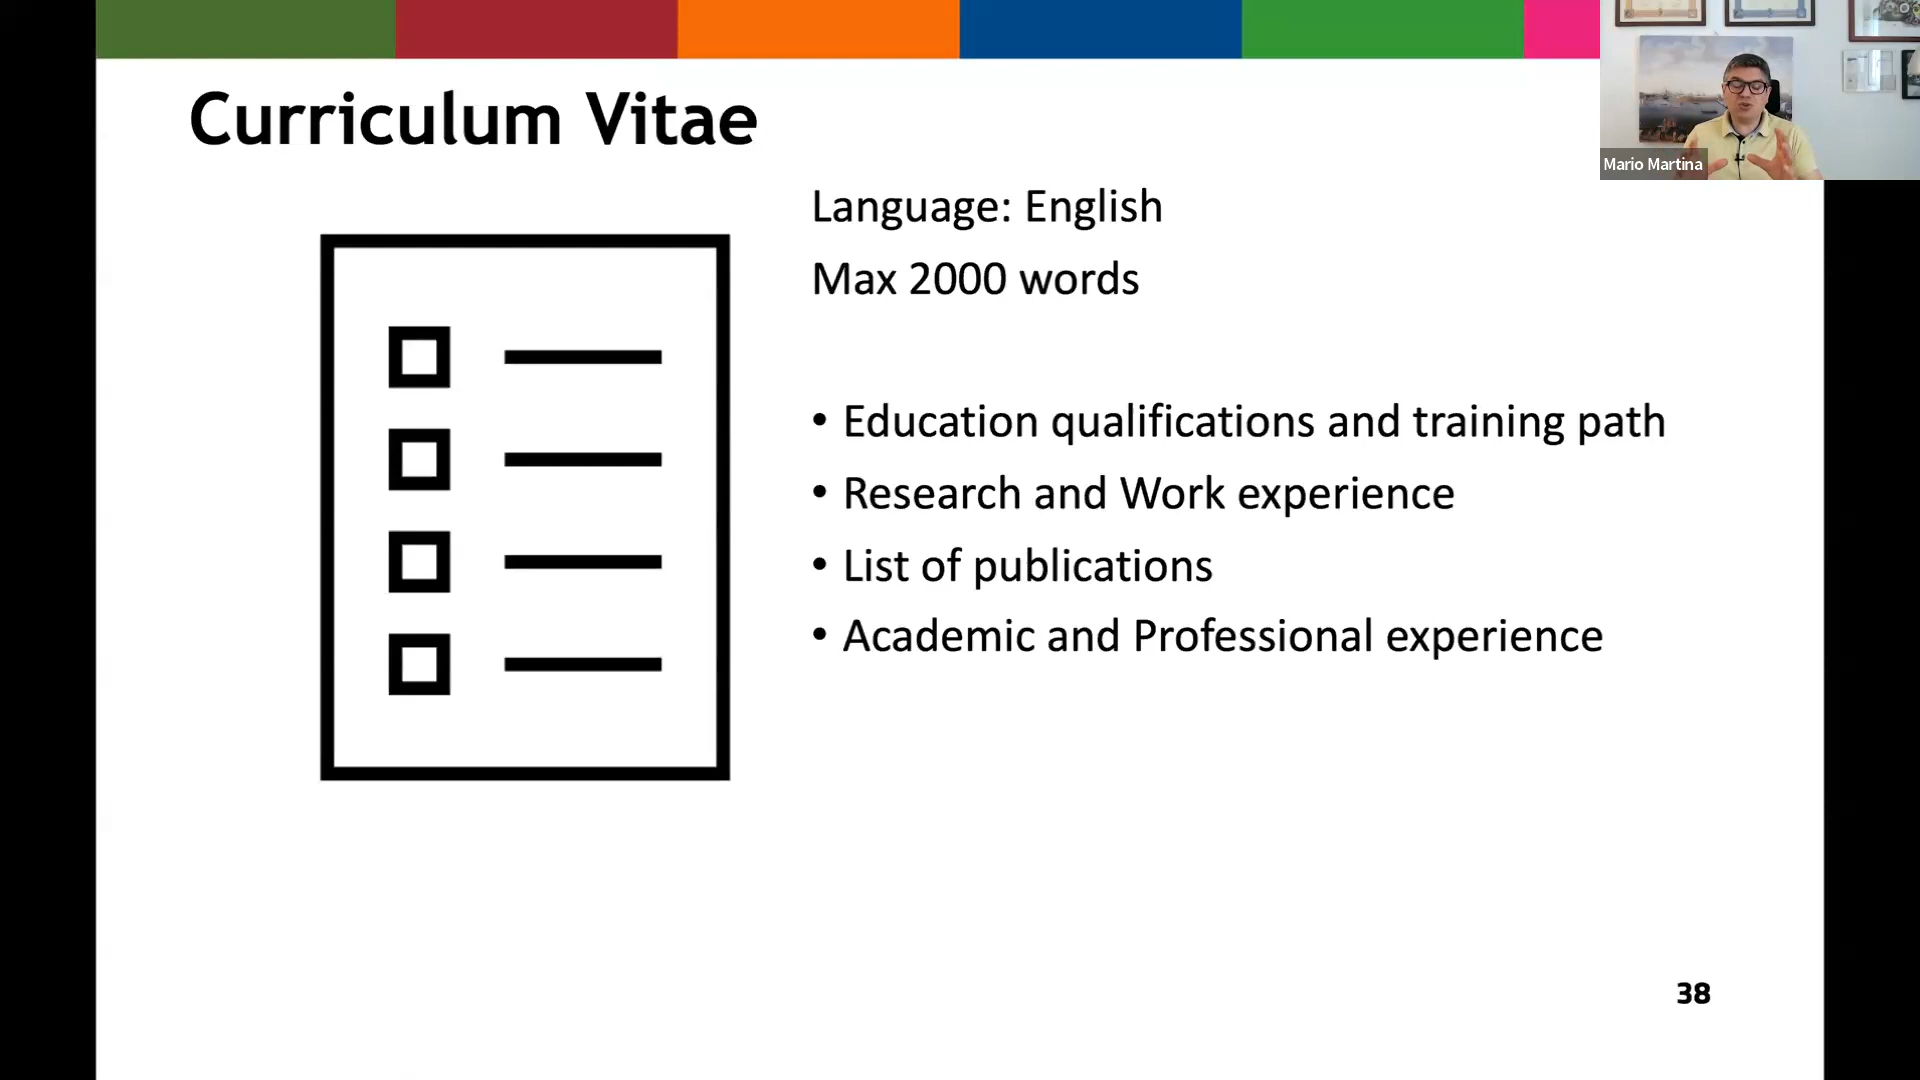 Curriculum Vitae
Mario Martina
Language: English
Max 2000 words
• Education qualifications and training path
• Research and Work experience
• List of publications
• Academic and Professional experience
38